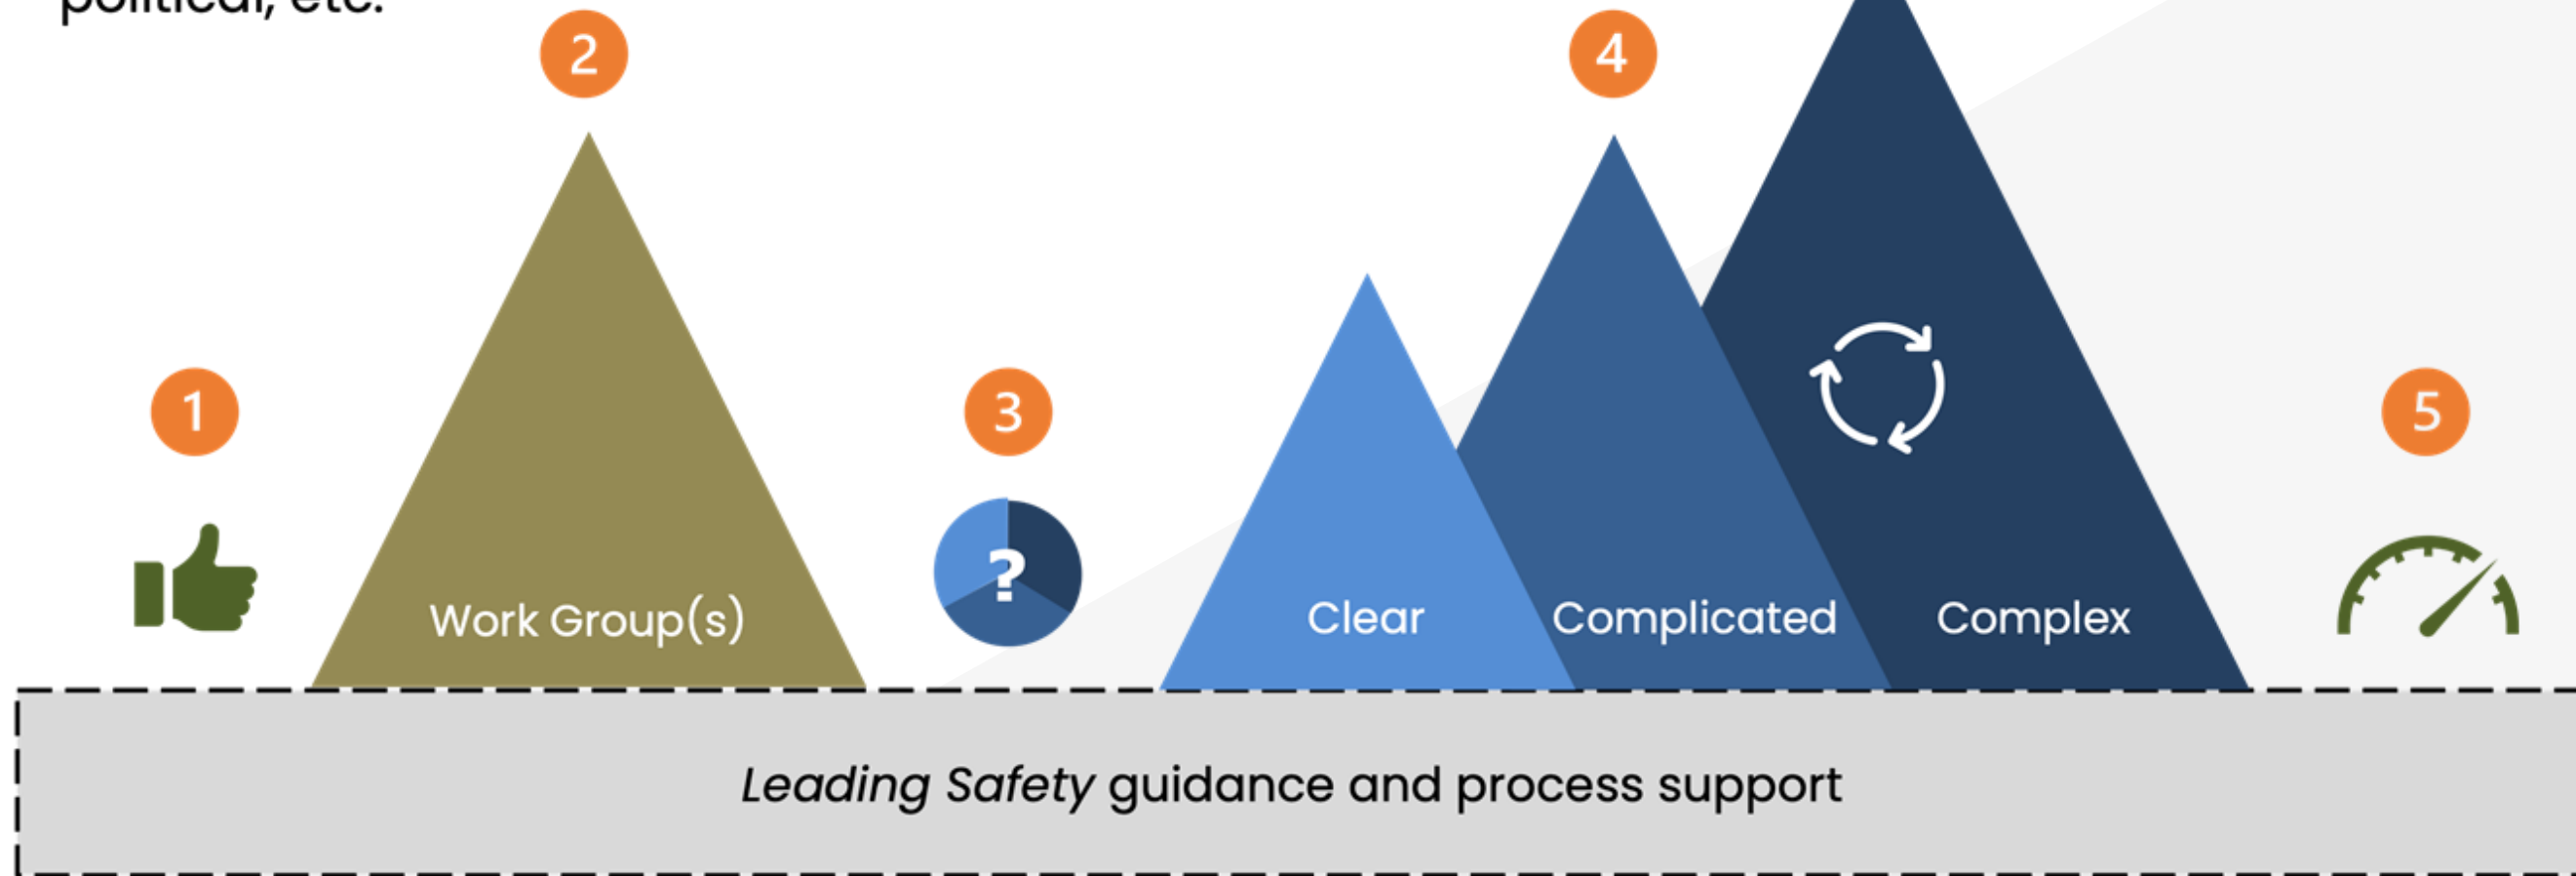 political, etc.
2
4
1
3
5
?
Work Group(s)
Clear
Complicated
Complex
Leading Safety guidance and process support